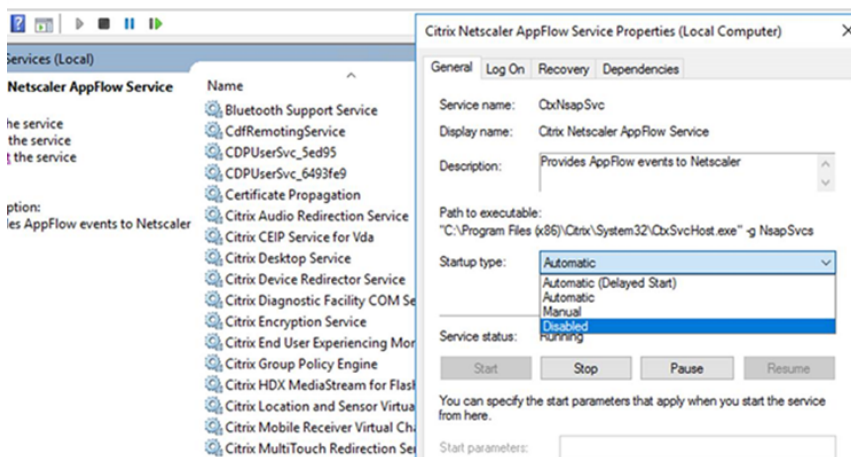 Services (Local)
Netscaler AppFlow Service
he service
the service
the service
ption:
les AppFlow events to Netscaler
Name
Bluetooth Support Service
CdfRemotingService
CDPUserSvc_5ed95
CDPUserSvc_6493fe9
Certificate Propagation
Citrix Audio Redirection Service
Citrix CEIP Service for Vda
Citrix Desktop Service
Citrix Device Redirector Service
Citrix Diagnostic Facility COM Se
Citrix Encryption Service
Citrix End User Experiencing Mor
Citrix Group Policy Engine
Citrix HDX MediaStream for Flash
Citrix Location and Sensor Virtua
Citrix Mobile Receiver Virtual Cha
Citrix MultiTouch Redirection Ser
Citrix Netscaler AppFlow Service Properties (Local Computer)
General Log On Recovery Dependencies
Service name: CtxNsapSvc
Display name: Citrix Netscaler AppFlow Service
Description: Provides AppFlow events to Netscaler
Path to executable:
"C:\Program Files (x86)\Citrix\System32\CtxSvcHost.exe" -g NsapSvcs
Startup type: Automatic
Automatic (Delayed Start)
Automatic
Manual
Disabled
Service status: Running
Start Stop Pause Resume
You can specify the start parameters that apply when you start the service
from here.
Start parameters: